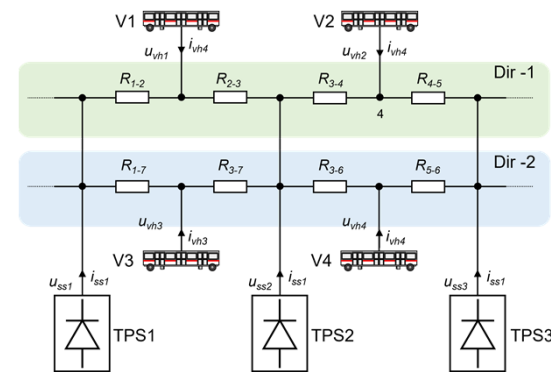 V1
V2
u_vh1
i_vh4
u_vh2
i_vh4
Dir -1
R_1-2
R_2-3
R_3-4
R_4-5
4
Dir -2
R_1-7
R_3-7
R_3-6
R_5-6
u_vh3
i_vh3
u_vh4
i_vh4
V3
V4
u_ss1
i_ss1
u_ss2
i_ss1
u_ss3
i_ss1
TPS1
TPS2
TPS3